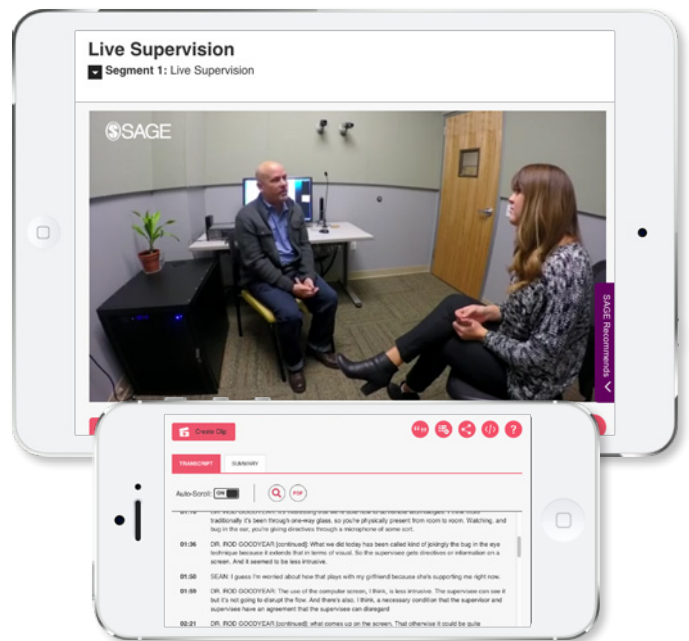 Live Supervision
Segment 1: Live Supervision
SAGE
SAGE Recommends
Create Clip
TRANSCRIPT
SUMMARY
Auto-Scroll: ON
PDF
traditionally it's been through one-way glass, so you're physically present from room to room. Watching, and
bug in the ear, you're giving directives through a microphone of some sort.
01:36 DR. ROD GOODYEAR [continued]: What we did today has been called kind of jokingly the bug in the eye
technique because it extends that in terms of visual. So the supervisee gets directives or information on a
screen. And it seemed to be less intrusive.
01:50 SEAN: I guess I'm worried about how that plays with my girlfriend because she's supporting me right now.
01:59 DR. ROD GOODYEAR: The use of the computer screen, I think, is less intrusive. The supervisee can see it
but it's not going to disrupt the flow. And there's also, I think, a necessary condition that the supervisor and
supervisee have an agreement that the supervisee can disregard
02:21 DR. ROD GOODYEAR [continued]: what comes up on the screen. That otherwise it could be quite